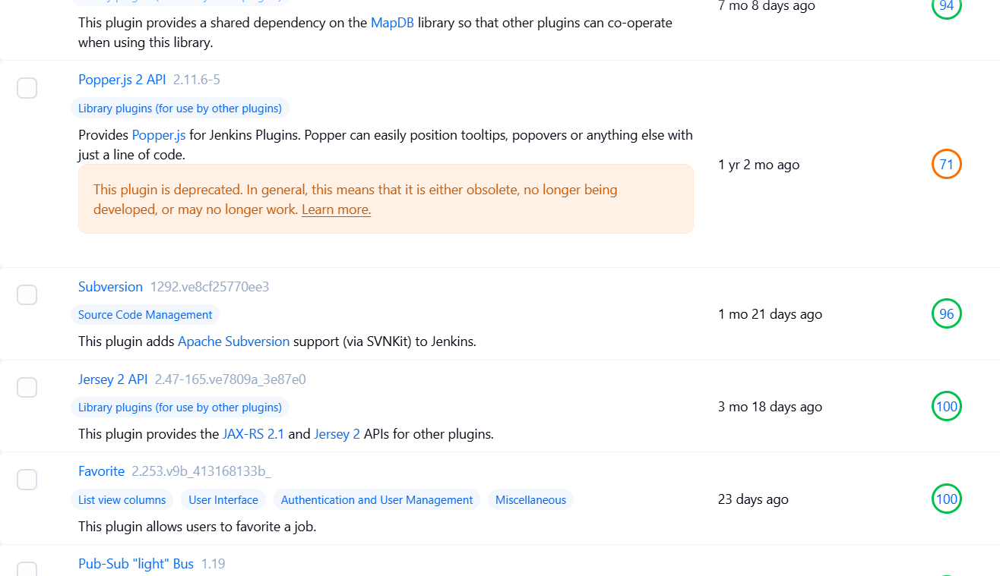 7 mo 8 days ago
94
This plugin provides a shared dependency on the MapDB library so that other plugins can co-operate
when using this library.
Popper.js 2 API 2.11.6-5
Library plugins (for use by other plugins)
Provides Popper.js for Jenkins Plugins. Popper can easily position tooltips, popovers or anything else with
just a line of code.
1 yr 2 mo ago
71
This plugin is deprecated. In general, this means that it is either obsolete, no longer being
developed, or may no longer work. Learn more.
Subversion 1292.ve8cf25770ee3
Source Code Management
1 mo 21 days ago
96
This plugin adds Apache Subversion support (via SVNKit) to Jenkins.
Jersey 2 API 2.47-165.ve7809a_3e87e0
Library plugins (for use by other plugins)
3 mo 18 days ago
100
This plugin provides the JAX-RS 2.1 and Jersey 2 APIs for other plugins.
Favorite 2.253.v9b_413168133b_
List view columns User Interface Authentication and User Management Miscellaneous
23 days ago
100
This plugin allows users to favorite a job.
Pub-Sub "light" Bus 1.19